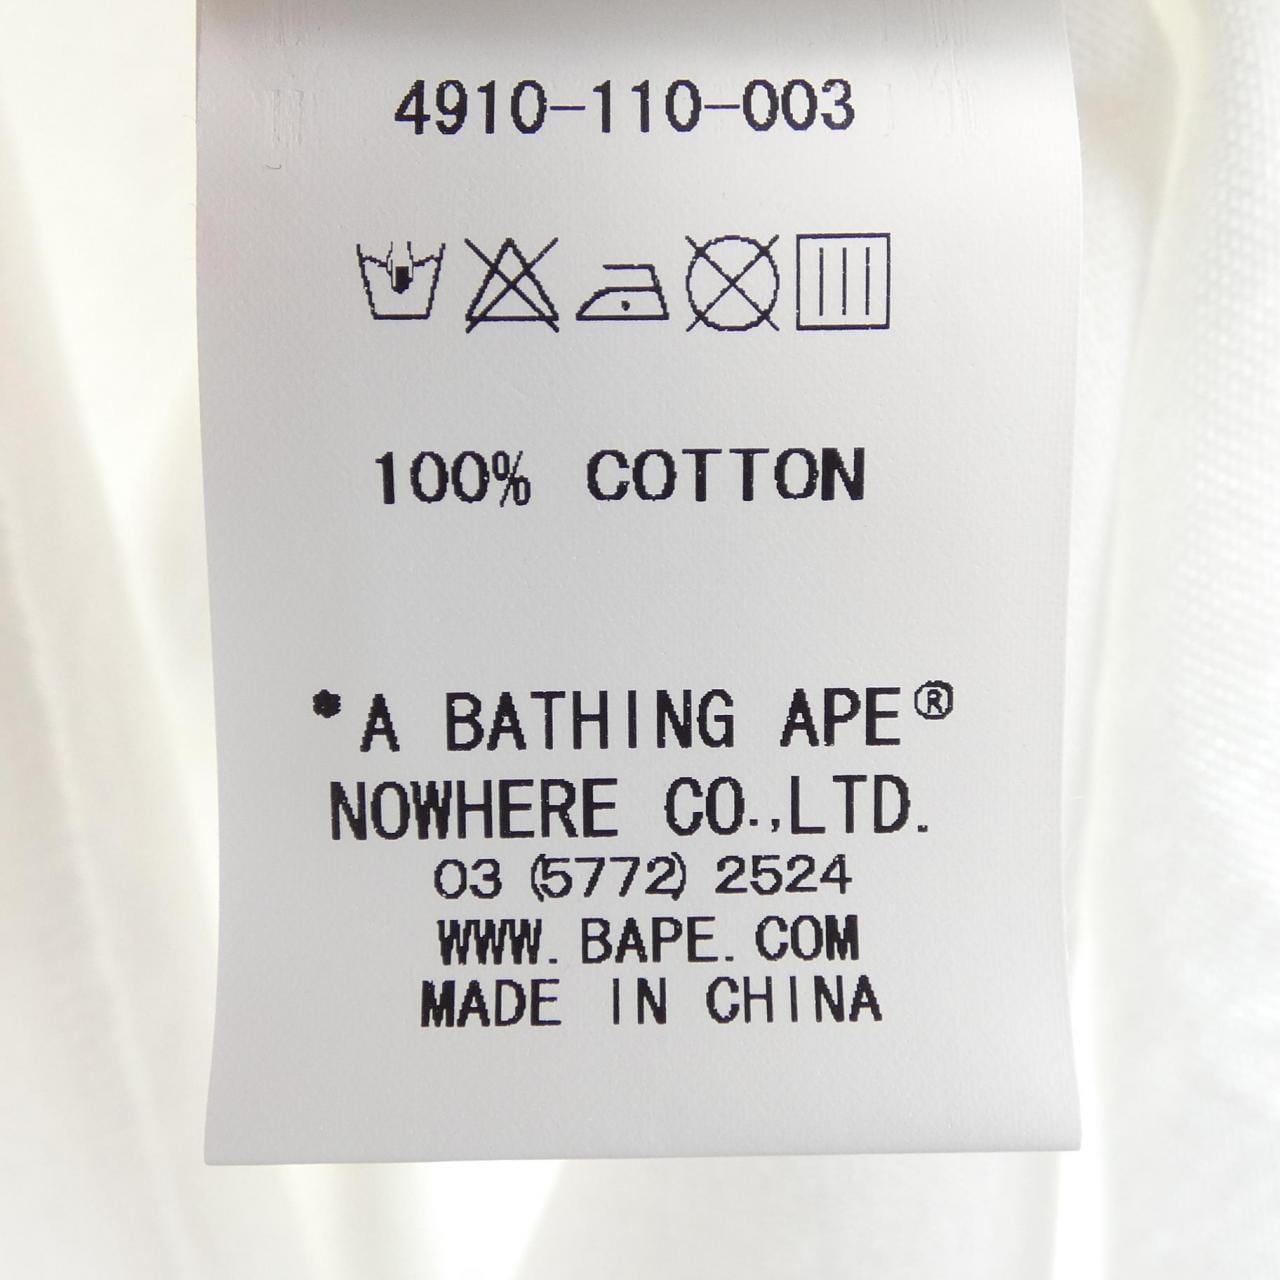 4910-110-003
100% COTTON
*A BATHING APE®
NOWHERE CO.,LTD.
03 (5772) 2524
WWW.BAPE.COM
MADE IN CHINA